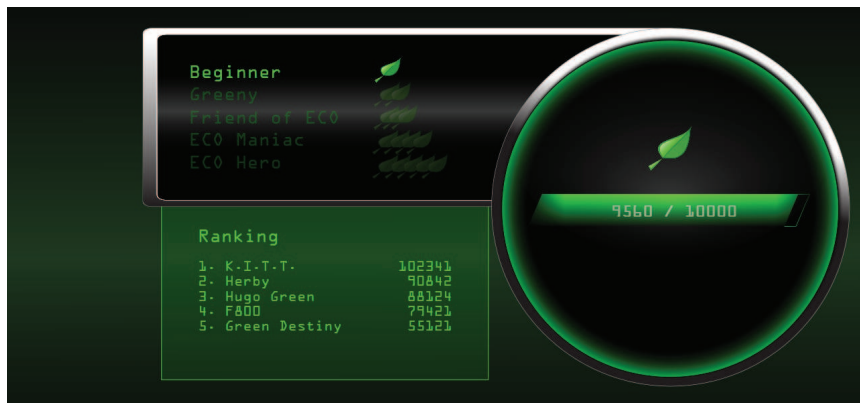 Beginner
Greeny
Friend of ECO
ECO Maniac
ECO Hero
9560 / 10000
Ranking
1. K.I.T.T. 102341
2. Herby 90842
3. Hugo Green 88124
4. F800 79421
5. Green Destiny 55121